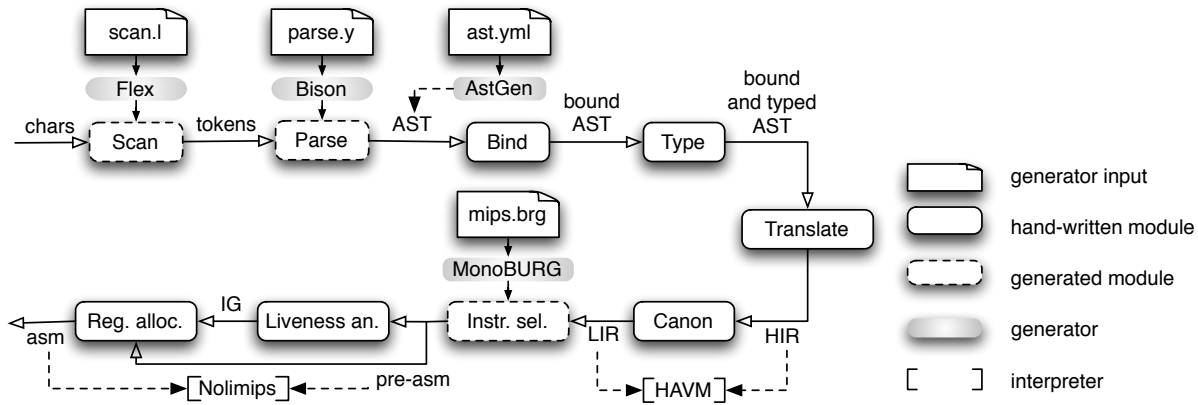 scan.l
parse.y
ast.yml
Flex
Bison
AstGen
chars
Scan
tokens
Parse
AST
Bind
bound
AST
Type
bound
and typed
AST
mips.brg
MonoBURG
Translate
Reg. alloc.
IG
Liveness an.
Instr. sel.
LIR
Canon
HIR
asm
[Nolimips]
pre-asm
[HAVM]
generator input
hand-written module
generated module
generator
[ ]
interpreter